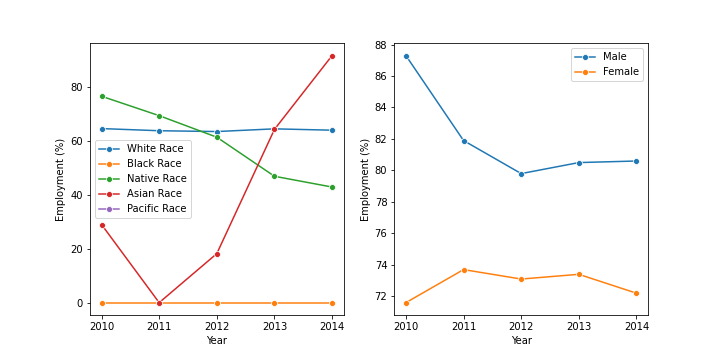 Employment (%)
80
60
40
20
0
White Race
Black Race
Native Race
Asian Race
Pacific Race
2010 2011 2012 2013 2014
Year
Employment (%)
88
86
84
82
80
78
76
74
72
Male
Female
2010 2011 2012 2013 2014
Year